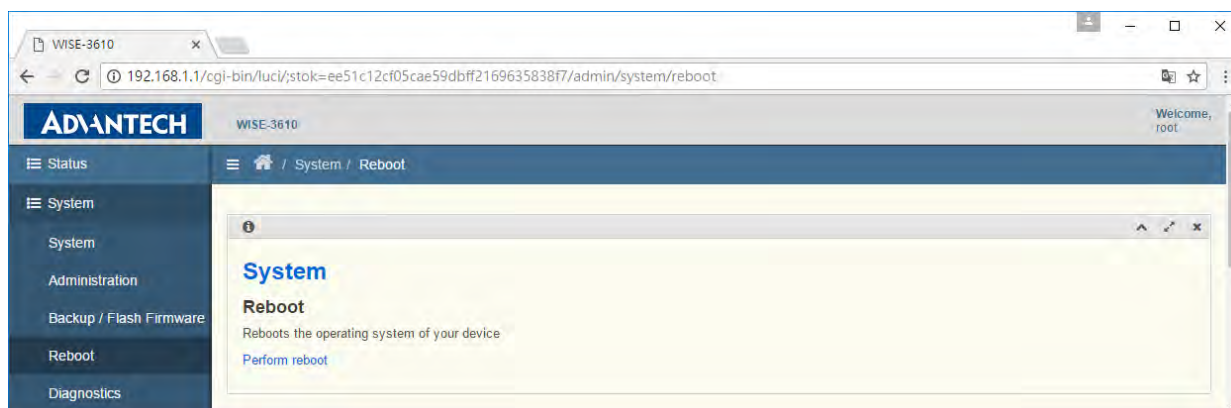 WISE-3610
192.168.1.1/cgi-bin/luci/;stok=ee51c12cf05cae59dbff2169635838f7/admin/system/reboot
ADVANTECH
WISE-3610
Welcome,
root
Status
/ System / Reboot
System
System
Administration
Backup / Flash Firmware
Reboot
Diagnostics
System
Reboot
Reboots the operating system of your device
Perform reboot